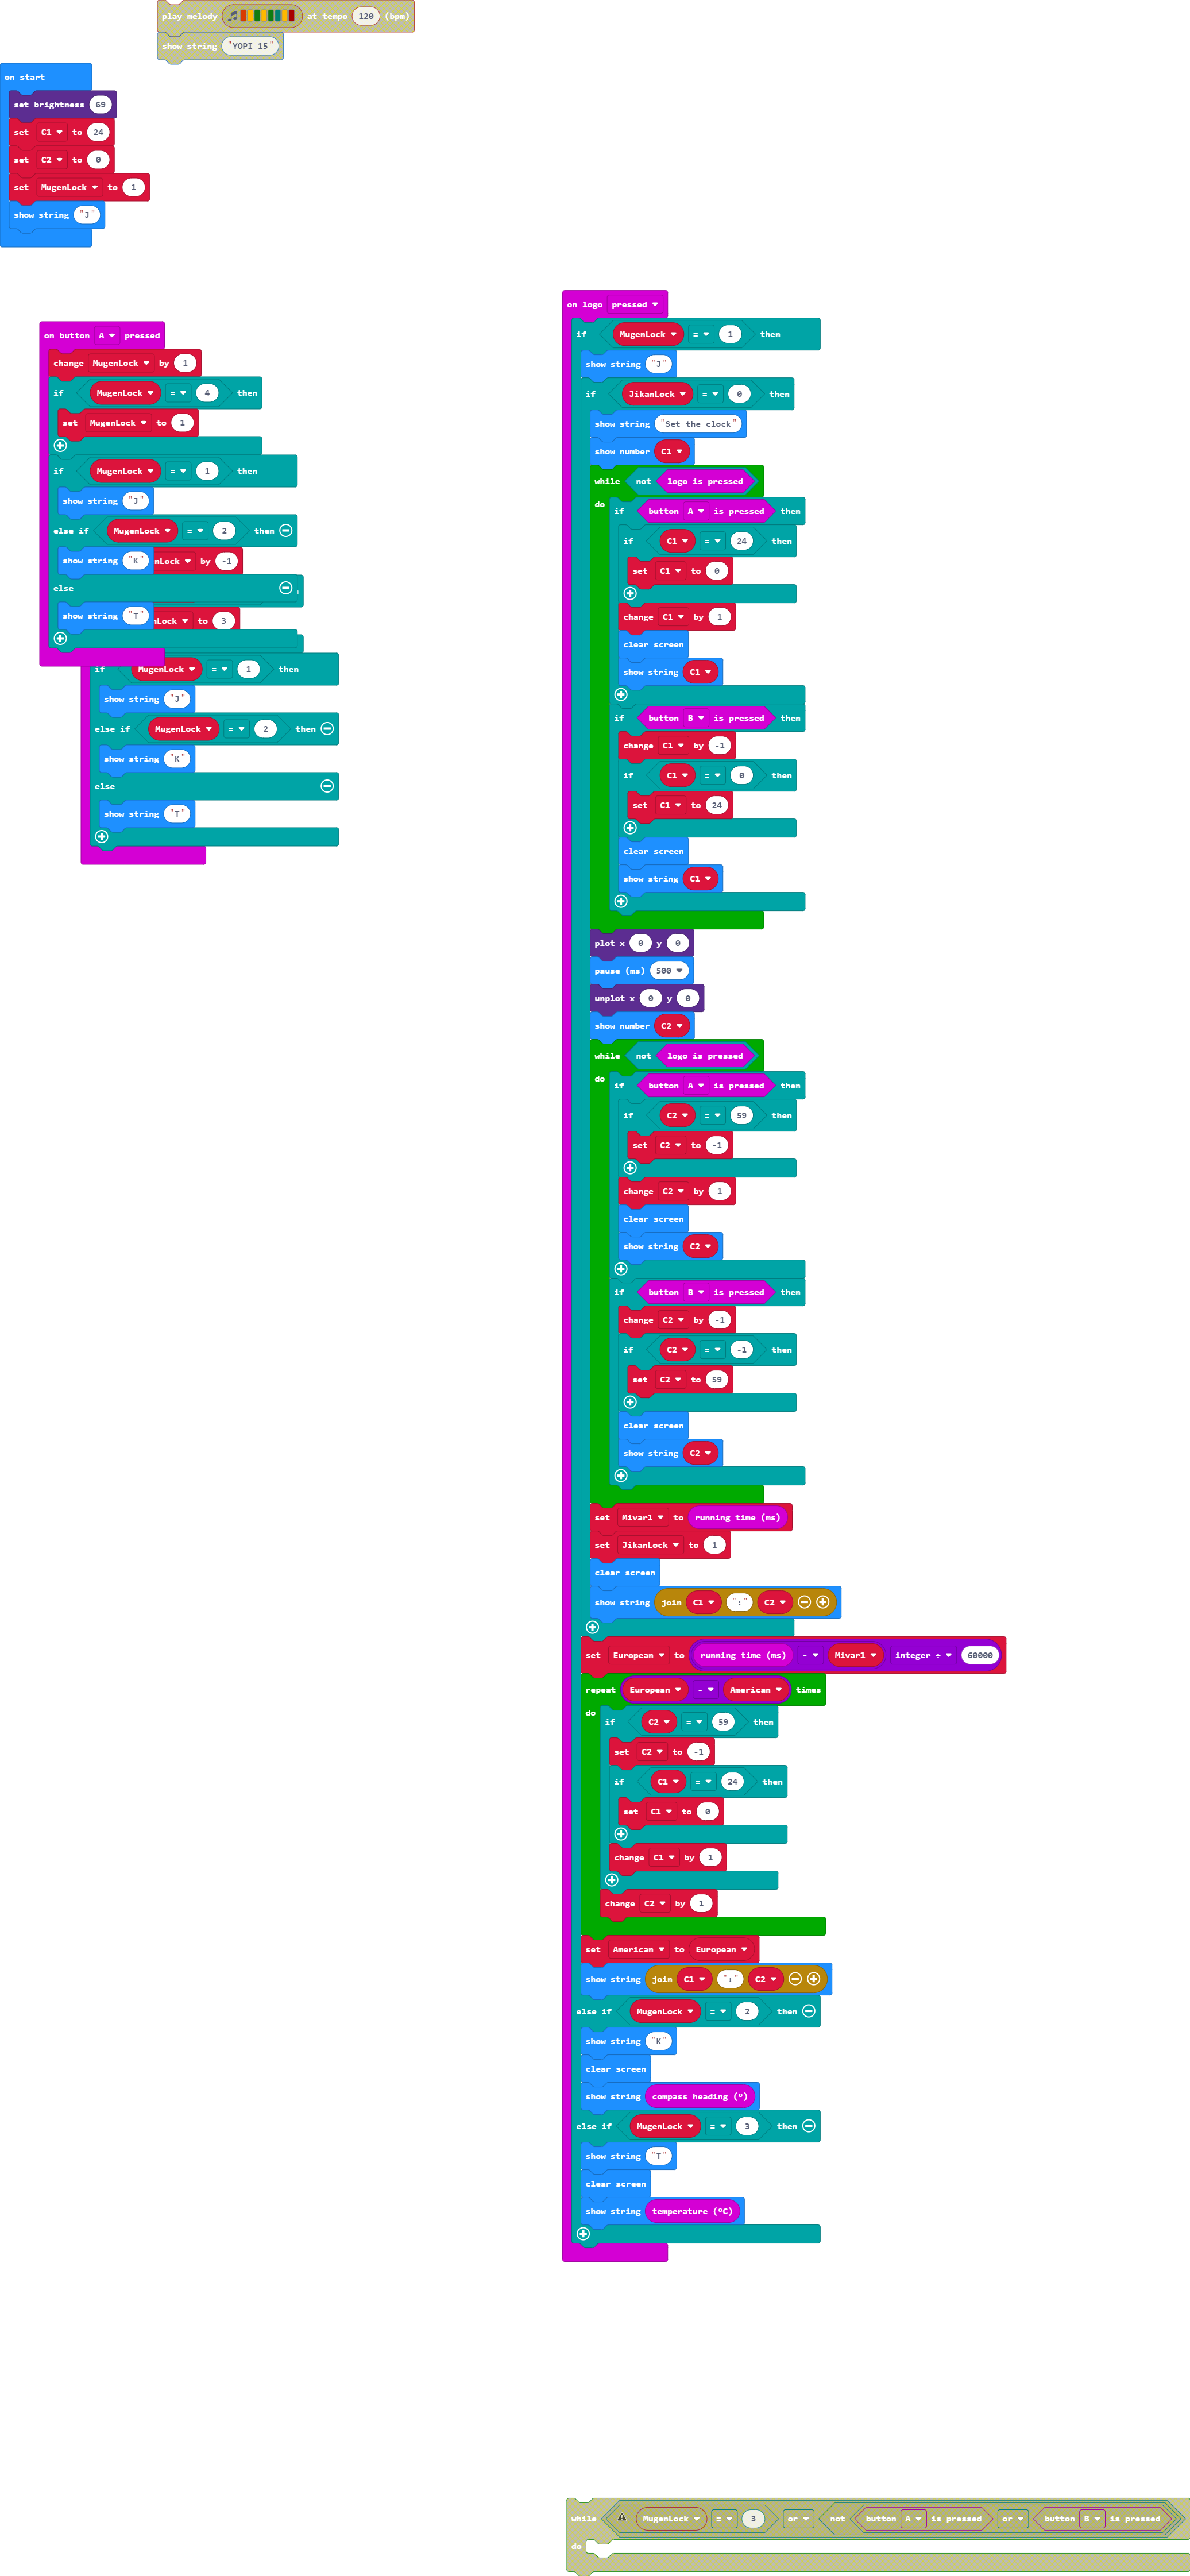 play melody at tempo 120 (bpm)
show string "YOPI 15"
on start
set brightness 69
set C1 to 24
set C2 to 0
set MugenLock to 1
show string "J"
on button A pressed
change MugenLock by 1
if MugenLock = 4 then
set MugenLock to 1
if MugenLock = 1 then
show string "J"
else if MugenLock = 2 then
show string "K"
nLock by -1
else
show string "T"
Lock to 3
if MugenLock = 1 then
show string "J"
else if MugenLock = 2 then
show string "K"
else
show string "T"
on logo pressed
if MugenLock = 1 then
show string "J"
if JikanLock = 0 then
show string "Set the clock"
show number C1
while not logo is pressed
do if button A is pressed then
if C1 = 24 then
set C1 to 0
change C1 by 1
clear screen
show string C1
if button B is pressed then
change C1 by -1
if C1 = 0 then
set C1 to 24
clear screen
show string C1
plot x 0 y 0
pause (ms) 500
unplot x 0 y 0
show number C2
while not logo is pressed
do if button A is pressed then
if C2 = 59 then
set C2 to -1
change C2 by 1
clear screen
show string C2
if button B is pressed then
change C2 by -1
if C2 = -1 then
set C2 to 59
clear screen
show string C2
set Mivar1 to running time (ms)
set JikanLock to 1
clear screen
show string join C1 ":" C2
set European to running time (ms) - Mivar1 integer ÷ 60000
repeat European - American times
do if C2 = 59 then
set C2 to -1
if C1 = 24 then
set C1 to 0
change C1 by 1
change C2 by 1
set American to European
show string join C1 ":" C2
else if MugenLock = 2 then
show string "K"
clear screen
show string compass heading (º)
else if MugenLock = 3 then
show string "T"
clear screen
show string temperature (ºC)
while MugenLock = 3 or not button A is pressed or button B is pressed
do